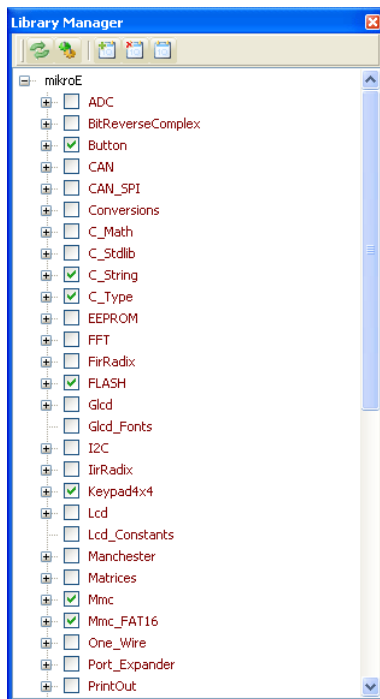 Library Manager
mikroE
ADC
BitReverseComplex
Button
CAN
CAN_SPI
Conversions
C_Math
C_Stdlib
C_String
C_Type
EEPROM
FFT
FirRadix
FLASH
Glcd
Glcd_Fonts
I2C
IirRadix
Keypad4x4
Lcd
Lcd_Constants
Manchester
Matrices
Mmc
Mmc_FAT16
One_Wire
Port_Expander
PrintOut